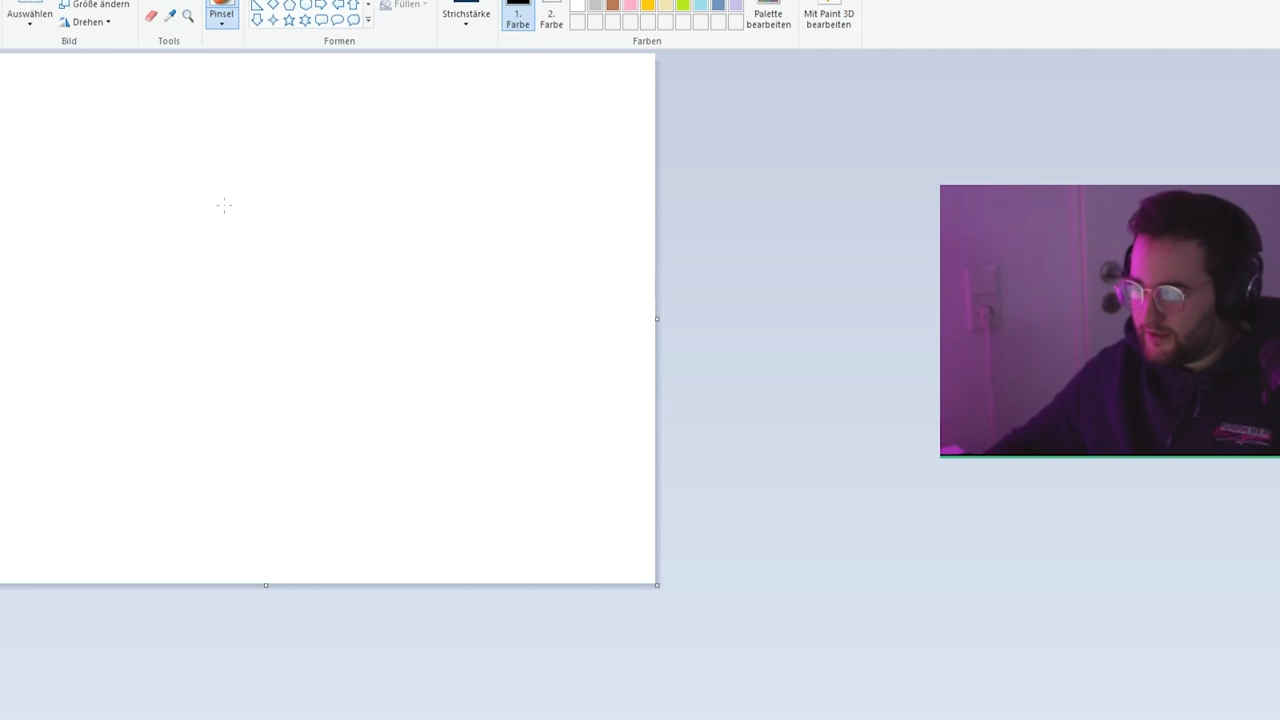 Größe ändern
Auswählen
Drehen
Pinsel
Füllen
Strichstärke
1.
Farbe
2.
Farbe
Palette
bearbeiten
Mit Paint 3D
bearbeiten
Bild
Tools
Formen
Farben